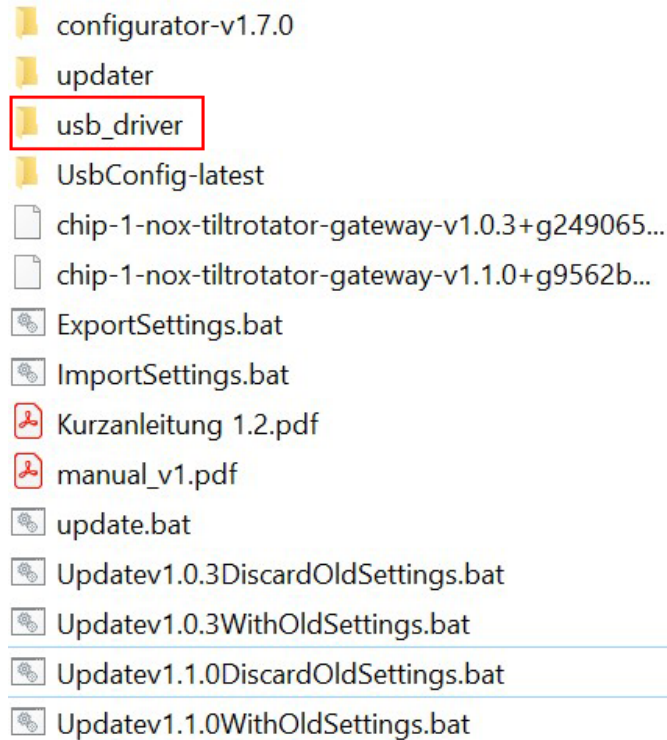 configurator-v1.7.0
updater
usb_driver
UsbConfig-latest
chip-1-nox-tiltrotator-gateway-v1.0.3+g249065...
chip-1-nox-tiltrotator-gateway-v1.1.0+g9562b...
ExportSettings.bat
ImportSettings.bat
Kurzanleitung 1.2.pdf
manual_v1.pdf
update.bat
Updatev1.0.3DiscardOldSettings.bat
Updatev1.0.3WithOldSettings.bat
Updatev1.1.0DiscardOldSettings.bat
Updatev1.1.0WithOldSettings.bat